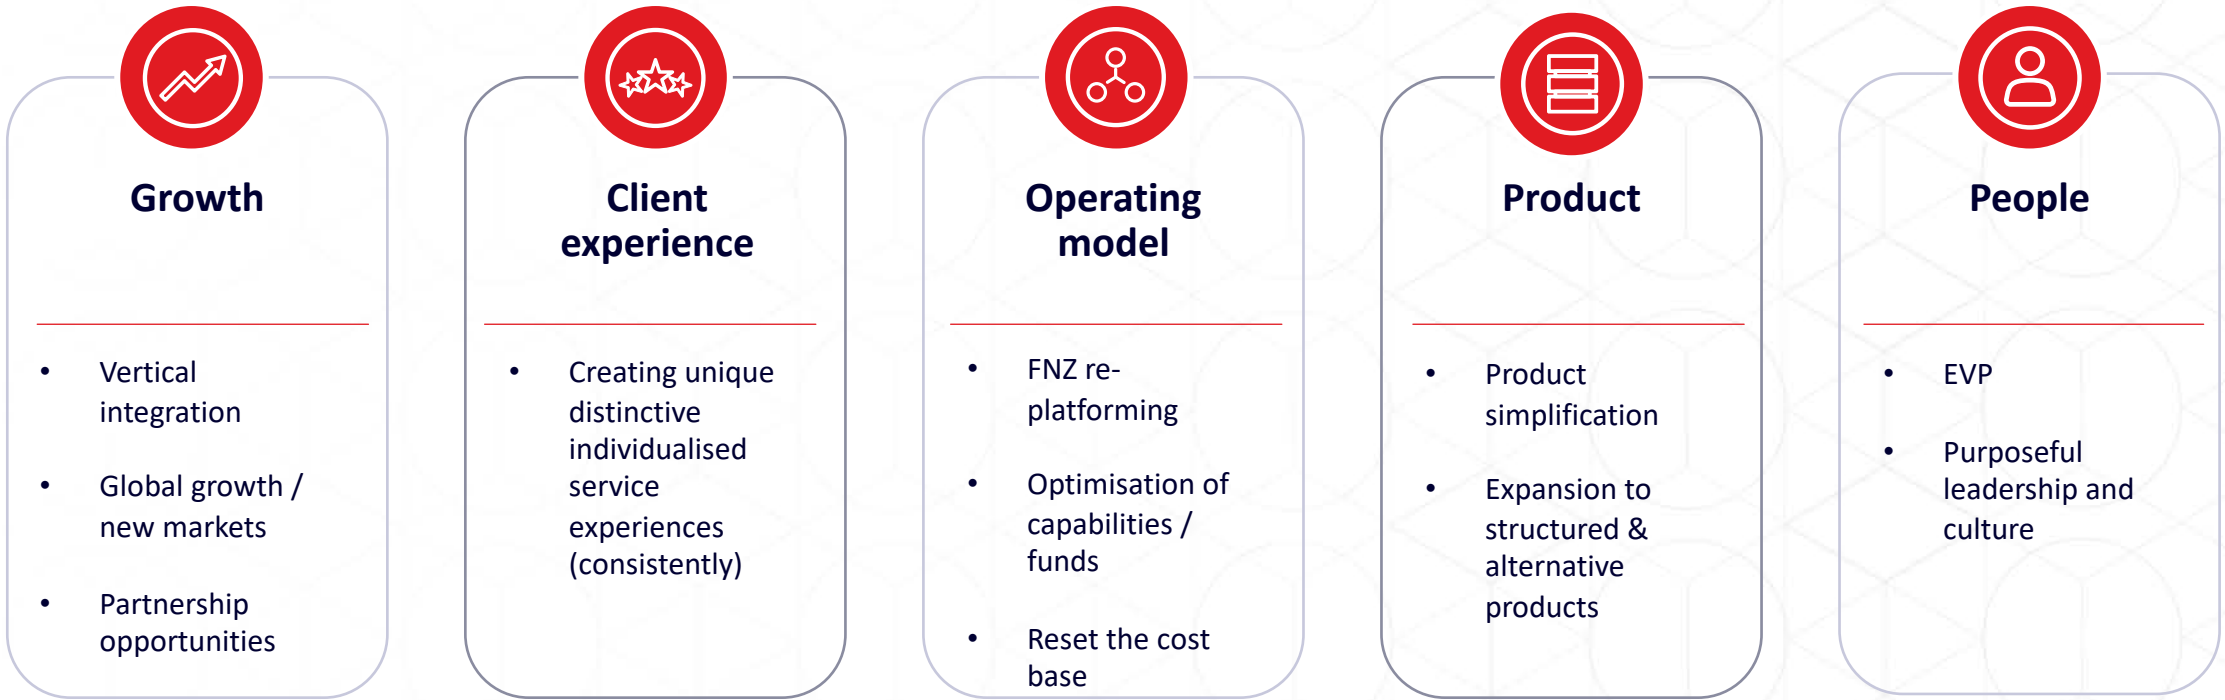 Growth
• Vertical
integration
• Global growth /
new markets
• Partnership
opportunities
Client
experience
• Creating unique
distinctive
individualised
service
experiences
(consistently)
Operating
model
• FNZ re-
platforming
• Optimisation of
capabilities /
funds
• Reset the cost
base
Product
• Product
simplification
• Expansion to
structured &
alternative
products
People
• EVP
• Purposeful
leadership and
culture